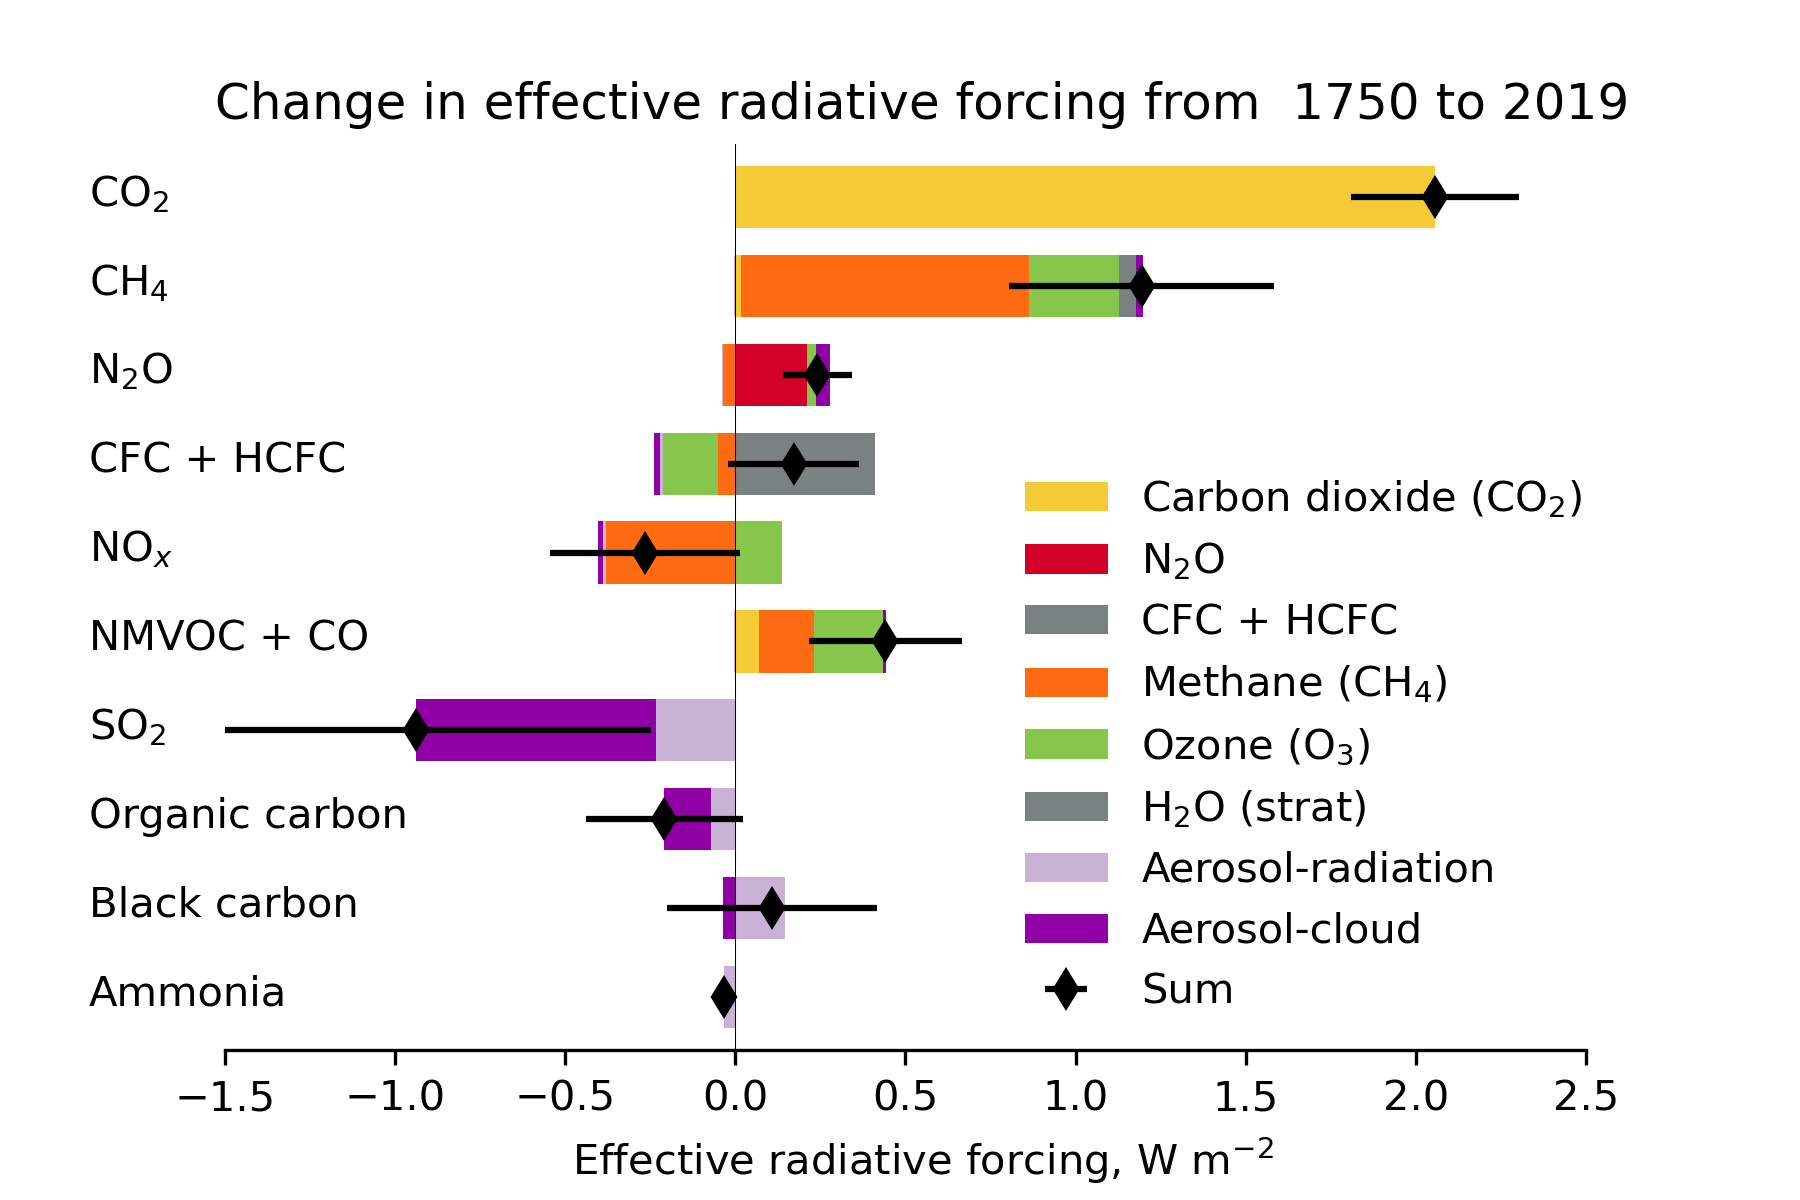 Change in effective radiative forcing from  1750 to 2019
CO₂
CH₄
N₂O
CFC + HCFC
NOₓ
NMVOC + CO
SO₂
Organic carbon
Black carbon
Ammonia
Carbon dioxide (CO₂)
N₂O
CFC + HCFC
Methane (CH₄)
Ozone (O₃)
H₂O (strat)
Aerosol-radiation
Aerosol-cloud
Sum
−1.5 −1.0 −0.5 0.0 0.5 1.0 1.5 2.0 2.5
Effective radiative forcing, W m⁻²